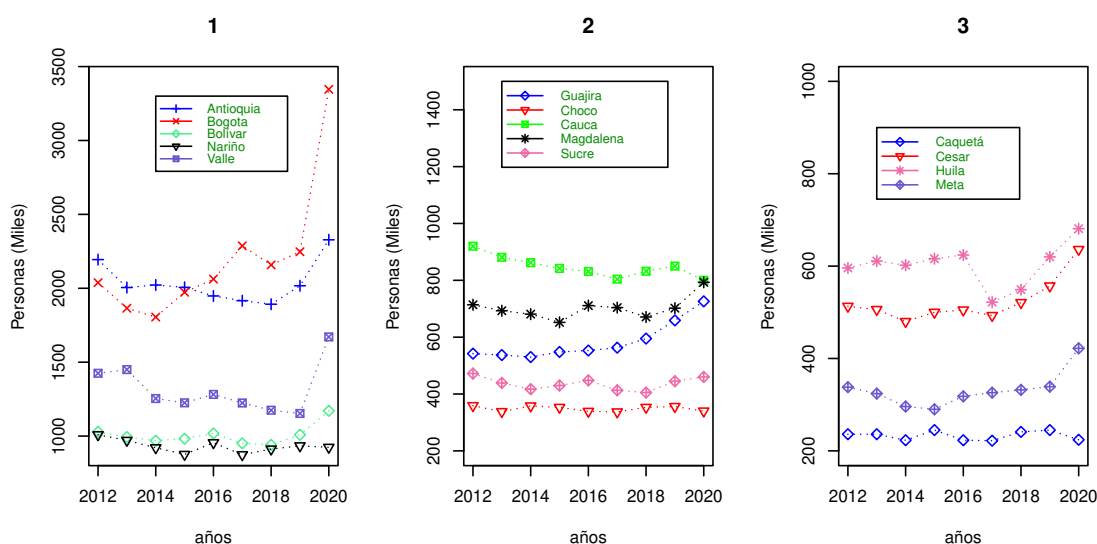 1
3500
3000
2500
2000
1500
1000
Personas (Miles)
Antioquia
Bogota
Bolívar
Nariño
Valle
2012 2014 2016 2018 2020
años
2
1400
1200
1000
800
600
400
200
Personas (Miles)
Guajira
Choco
Cauca
Magdalena
Sucre
2012 2014 2016 2018 2020
años
3
1000
800
600
400
200
Personas (Miles)
Caquetá
Cesar
Huila
Meta
2012 2014 2016 2018 2020
años